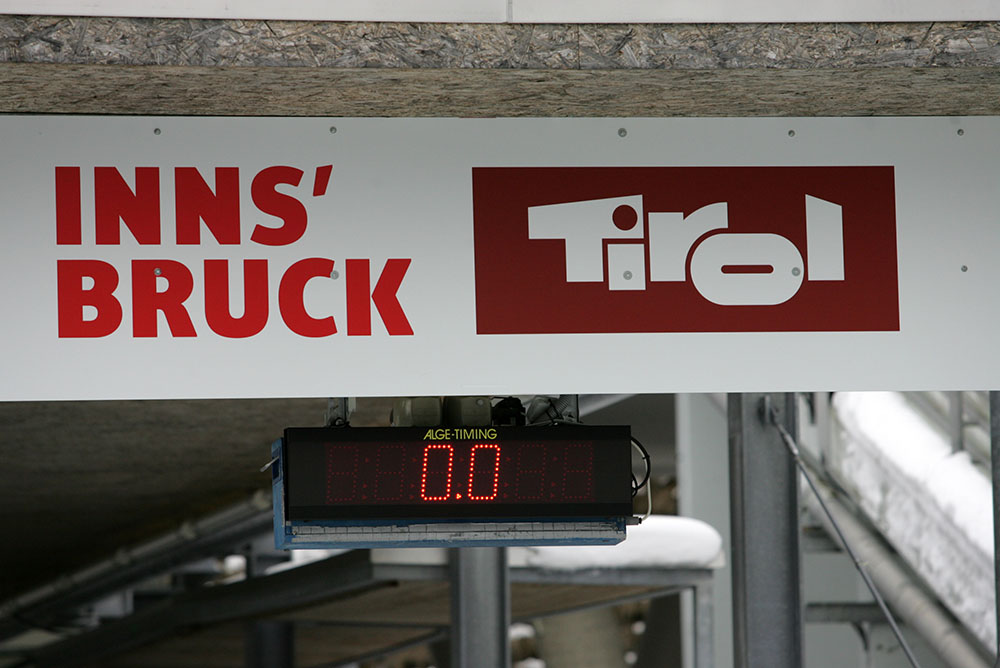 INNS'
BRUCK
Tirol
ALGE-TIMING
0.0